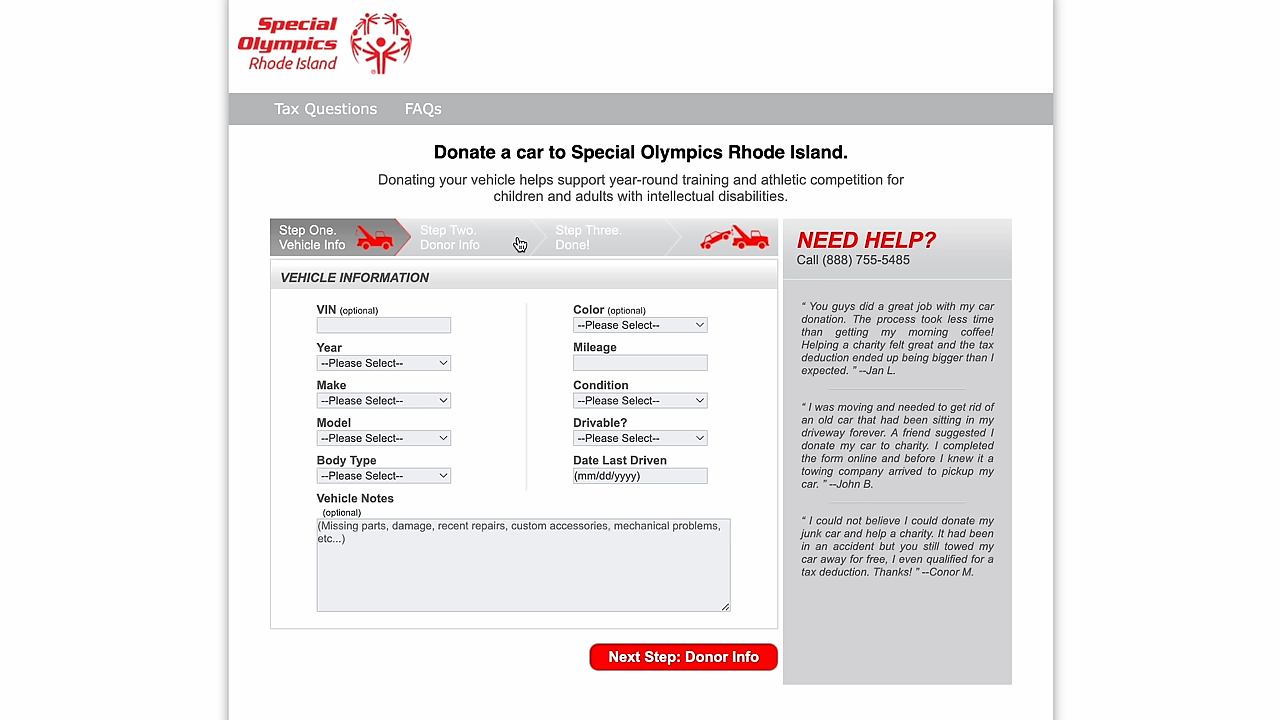 Special
Olympics
Rhode Island
Tax Questions FAQs
Donate a car to Special Olympics Rhode Island.
Donating your vehicle helps support year-round training and athletic competition for
children and adults with intellectual disabilities.
Step One.
Vehicle Info
Step Two.
Donor Info
Step Three.
Done!
VEHICLE INFORMATION
VIN (optional)
Year
--Please Select--
Make
--Please Select--
Model
--Please Select--
Body Type
--Please Select--
Color (optional)
--Please Select--
Mileage
Condition
--Please Select--
Drivable?
--Please Select--
Date Last Driven
(mm/dd/yyyy)
Vehicle Notes
(optional)
(Missing parts, damage, recent repairs, custom accessories, mechanical problems,
etc...)
Next Step: Donor Info
NEED HELP?
Call (888) 755-5485
“ You guys did a great job with my car
donation. The process took less time
than getting my morning coffee!
Helping a charity felt great and the tax
deduction ended up being bigger than I
expected. ” --Jan L.
“ I was moving and needed to get rid of
an old car that had been sitting in my
driveway forever. A friend suggested I
donate my car to charity. I completed
the form online and before I knew it a
towing company arrived to pickup my
car. ” --John B.
“ I could not believe I could donate my
junk car and help a charity. It had been
in an accident but you still towed my
car away for free, I even qualified for a
tax deduction. Thanks! ” --Conor M.